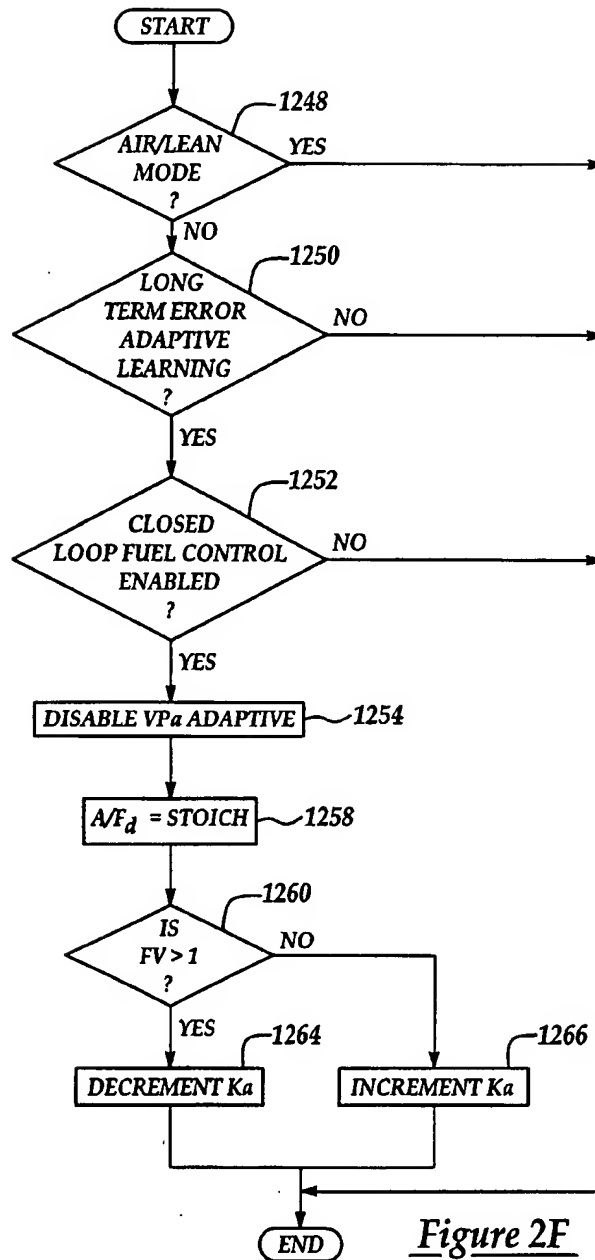 START
1248
AIR/LEAN
MODE
?
YES
NO
1250
LONG
TERM ERROR
ADAPTIVE
LEARNING
?
NO
YES
1252
CLOSED
LOOP FUEL CONTROL
ENABLED
?
NO
YES
DISABLE VPa ADAPTIVE
1254
A/Fd = STOICH
1258
1260
IS
FV > 1
?
NO
YES
1264
1266
DECREMENT Ka
INCREMENT Ka
END
Figure 2F